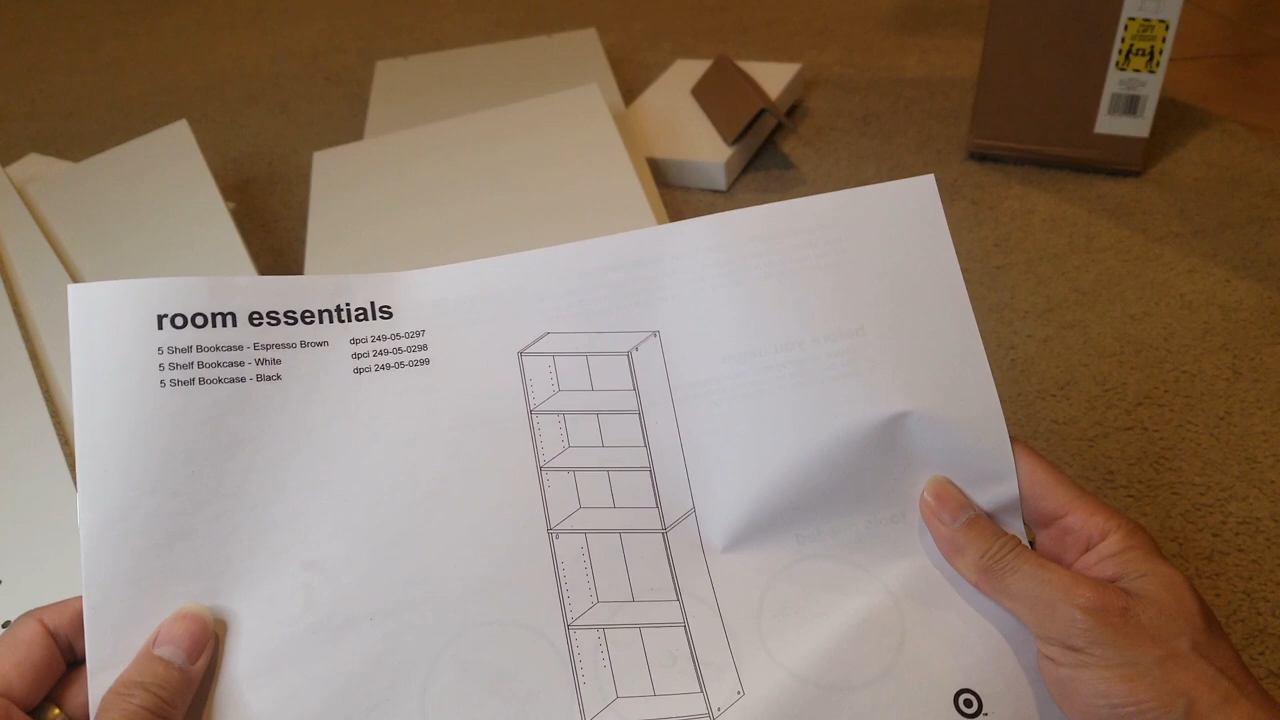 room essentials
5 Shelf Bookcase - Espresso Brown dpci 249-05-0297
5 Shelf Bookcase - White dpci 249-05-0298
5 Shelf Bookcase - Black dpci 249-05-0299